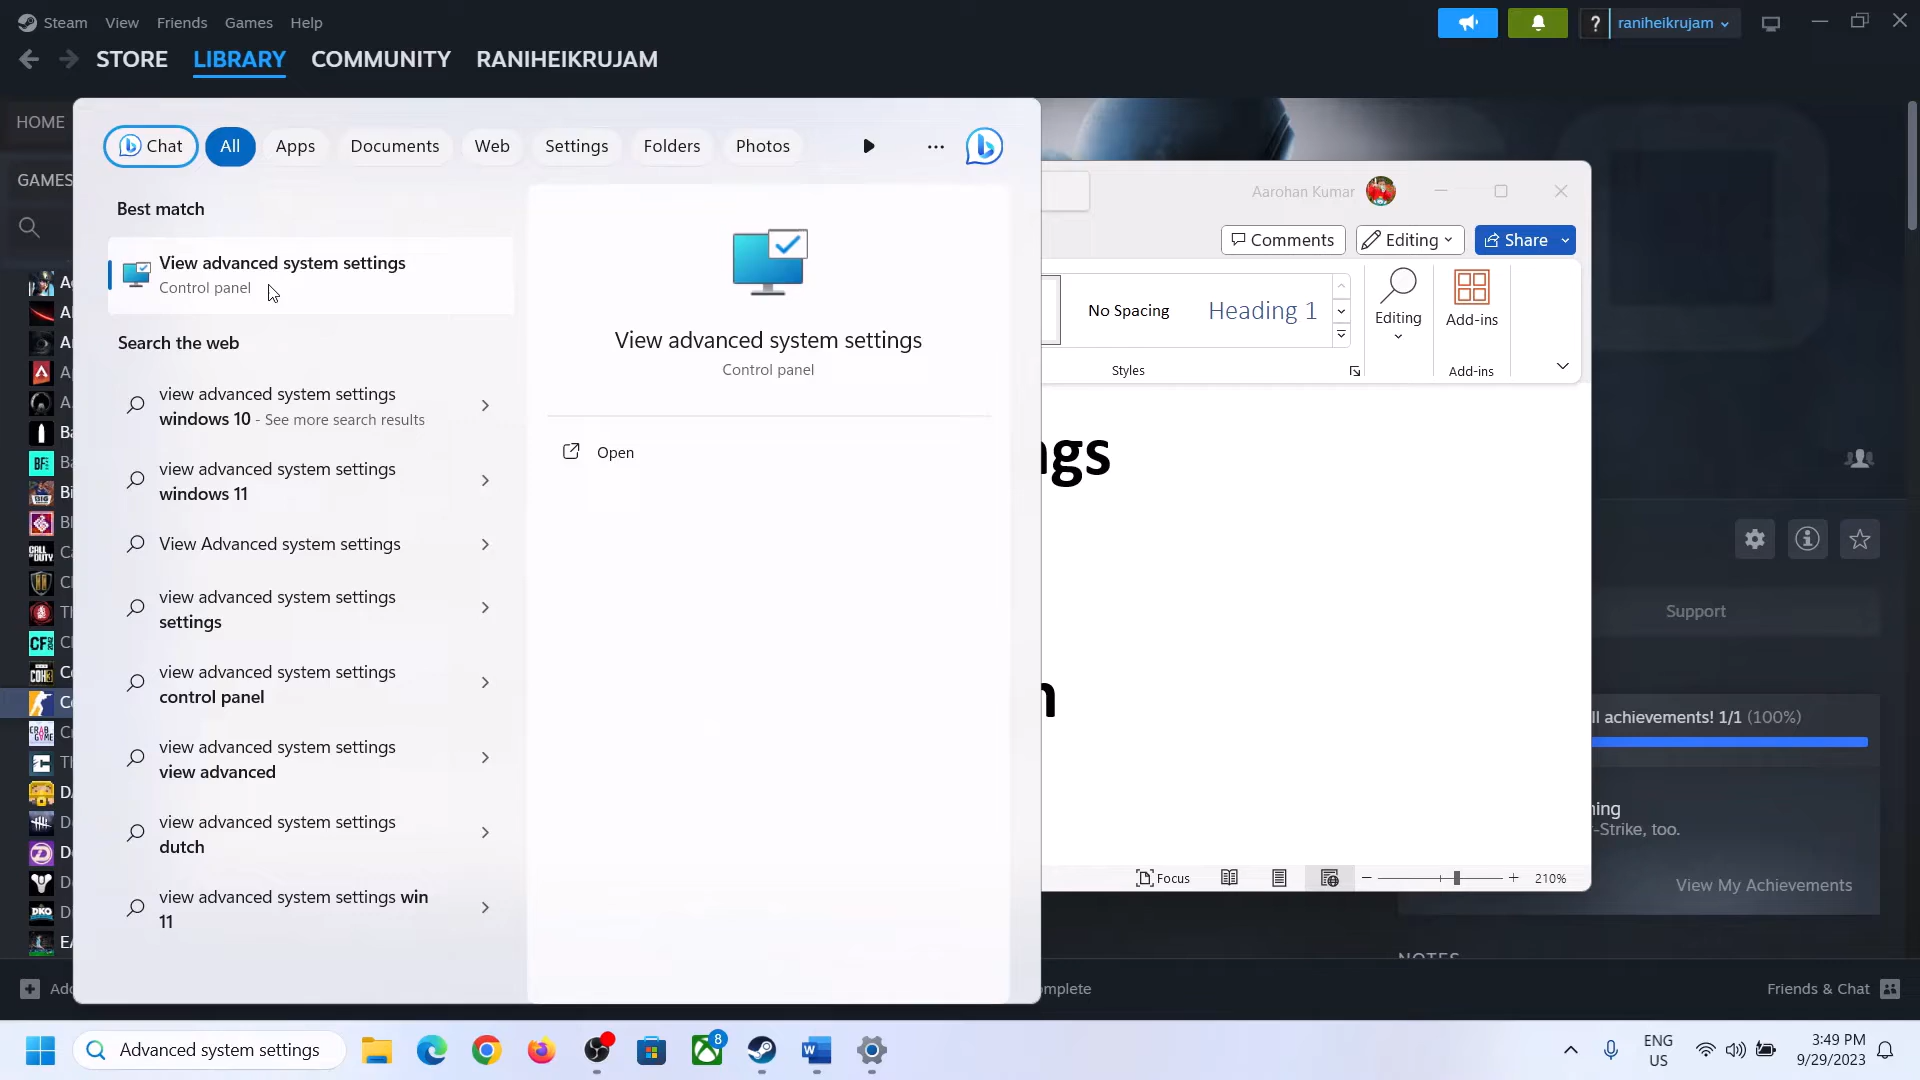 Steam View Friends Games Help
? raniheikrujam
STORE LIBRARY COMMUNITY RANIHEIKRUJAM
HOME
GAMES
Chat All Apps Documents Web Settings Folders Photos
Best match
View advanced system settings
Control panel
Search the web
view advanced system settings
windows 10 - See more search results
view advanced system settings
windows 11
View Advanced system settings
view advanced system settings
settings
view advanced system settings
control panel
view advanced system settings
view advanced
view advanced system settings
dutch
view advanced system settings win
11
View advanced system settings
Control panel
Open
Aarohan Kumar
Comments Editing Share
No Spacing Heading 1
Editing
Add-ins
Styles
Add-ins
ngs
n
Focus
210%
Support
ll achievements! 1/1 (100%)
ning
-Strike, too.
View My Achievements
NOTES
Add
mplete
Friends & Chat
Advanced system settings
8
ENG
US
3:49 PM
9/29/2023